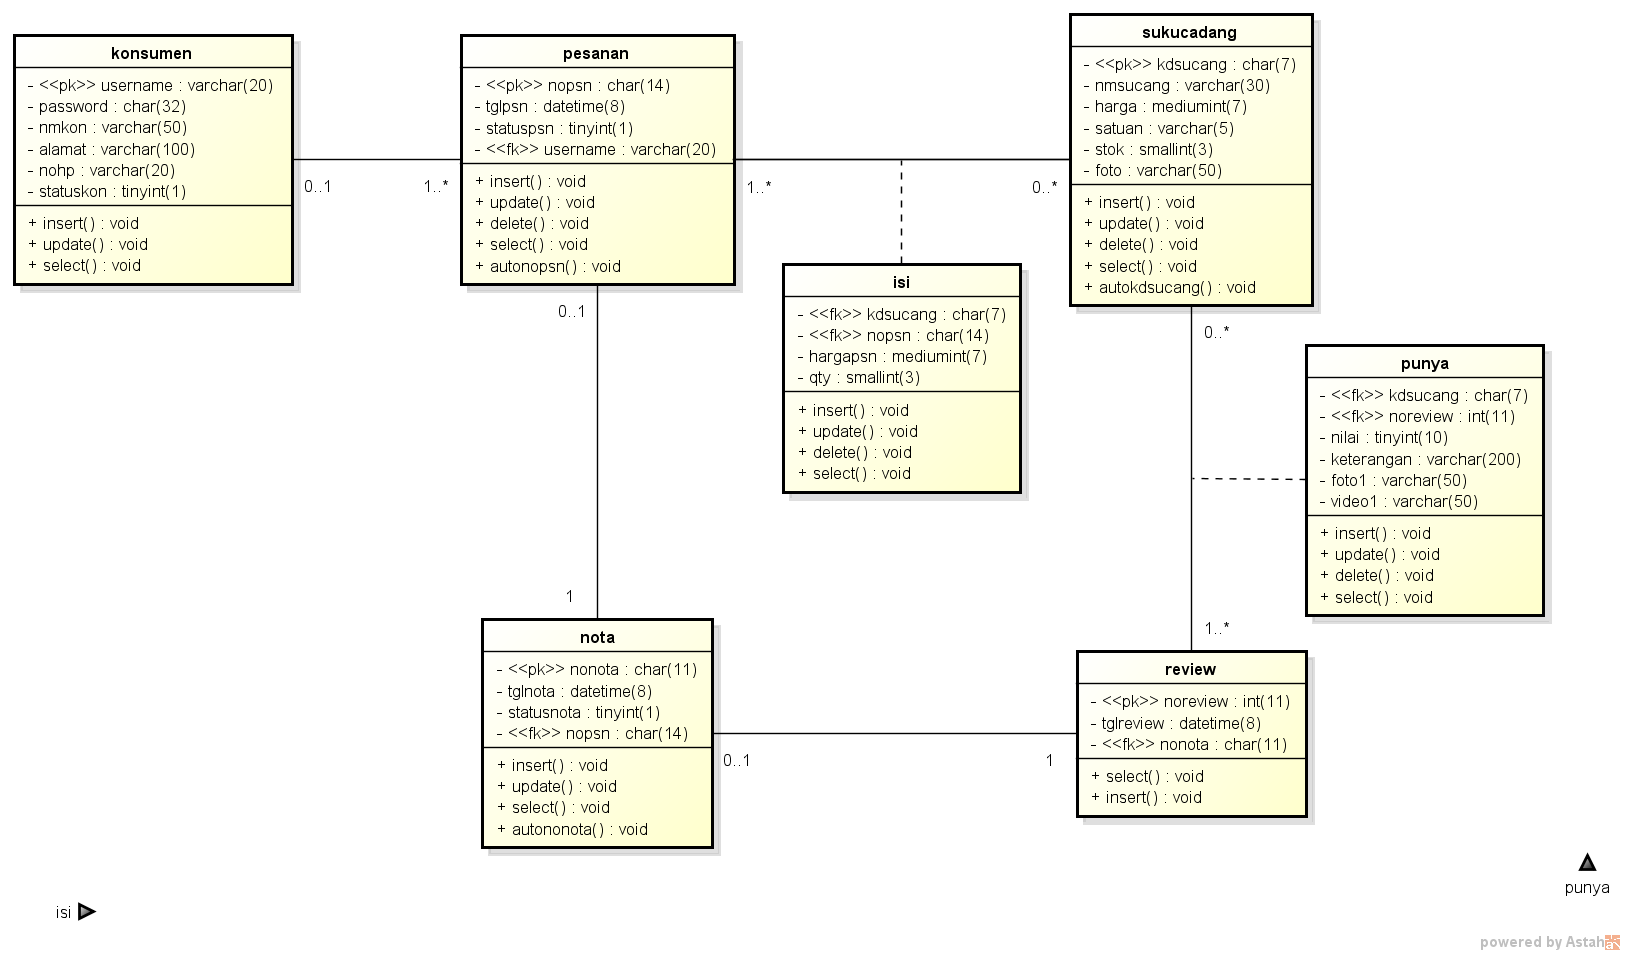 konsumen
- <<pk>> username : varchar(20)
- password : char(32)
- nmkon : varchar(50)
- alamat : varchar(100)
- nohp : varchar(20)
- statuskon : tinyint(1)
+ insert() : void
+ update() : void
+ select() : void
0..1
1..*
pesanan
- <<pk>> nopsn : char(14)
- tglpsn : datetime(8)
- statuspsn : tinyint(1)
- <<fk>> username : varchar(20)
+ insert() : void
+ update() : void
+ delete() : void
+ select() : void
+ autonopsn() : void
1..*
0..*
sukucadang
- <<pk>> kdsucang : char(7)
- nmsucang : varchar(30)
- harga : mediumint(7)
- satuan : varchar(5)
- stok : smallint(3)
- foto : varchar(50)
+ insert() : void
+ update() : void
+ delete() : void
+ select() : void
+ autokdsucang() : void
isi
- <<fk>> kdsucang : char(7)
- <<fk>> nopsn : char(14)
- hargapsn : mediumint(7)
- qty : smallint(3)
+ insert() : void
+ update() : void
+ delete() : void
+ select() : void
0..1
1
0..*
1..*
punya
- <<fk>> kdsucang : char(7)
- <<fk>> noreview : int(11)
- nilai : tinyint(10)
- keterangan : varchar(200)
- foto1 : varchar(50)
- video1 : varchar(50)
+ insert() : void
+ update() : void
+ delete() : void
+ select() : void
nota
- <<pk>> nonota : char(11)
- tglnota : datetime(8)
- statusnota : tinyint(1)
- <<fk>> nopsn : char(14)
+ insert() : void
+ update() : void
+ select() : void
+ autononota() : void
0..1
1
review
- <<pk>> noreview : int(11)
- tglreview : datetime(8)
- <<fk>> nonota : char(11)
+ select() : void
+ insert() : void
isi
punya
powered by Astah